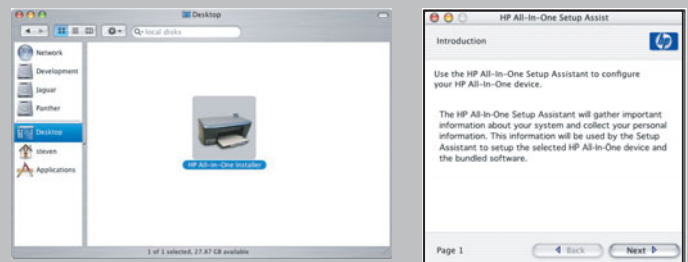 Desktop
Q- local disks
Network
Development
Jaguar
Panther
Desktop
steven
Applications
HP All-in-One Installer
1 of 1 selected, 27.87 GB available
HP All-In-One Setup Assist
Introduction
hp
Use the HP All-In-One Setup Assistant to configure
your HP All-In-One device.
The HP All-In-One Setup Assistant will gather important
information about your system and collect your personal
information. This information will be used by the Setup
Assistant to setup the selected HP All-In-One device and
the bundled software.
Page 1
Back
Next